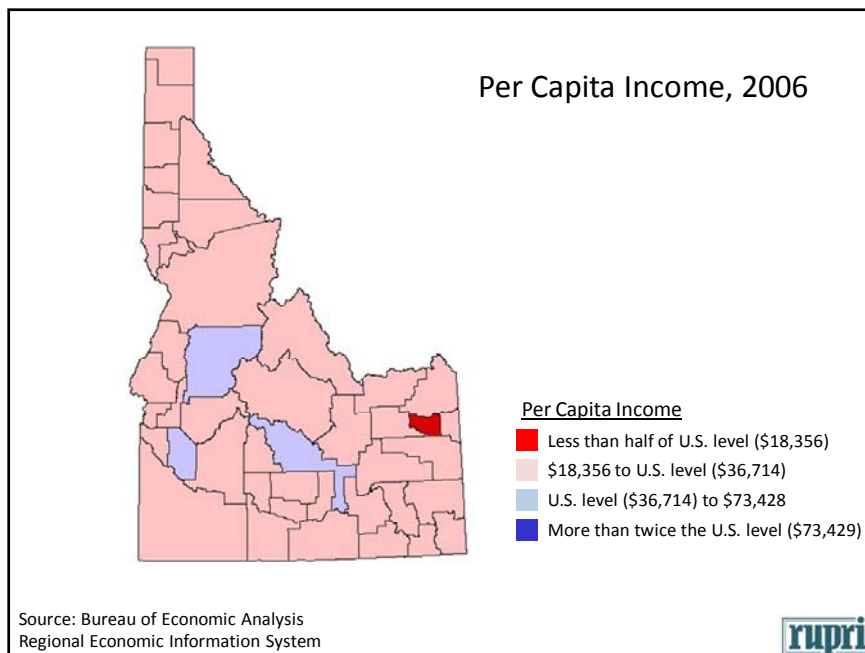 Per Capita Income, 2006
Per Capita Income
Less than half of U.S. level ($18,356)
$18,356 to U.S. level ($36,714)
U.S. level ($36,714) to $73,428
More than twice the U.S. level ($73,429)
Source: Bureau of Economic Analysis
Regional Economic Information System
rupri